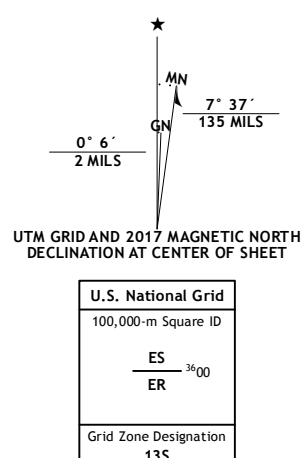 ★
MN
7° 37´
135 MILS
GN
0° 6´
2 MILS
UTM GRID AND 2017 MAGNETIC NORTH
DECLINATION AT CENTER OF SHEET
U.S. National Grid
100,000-m Square ID
ES
3600
ER
Grid Zone Designation
13S